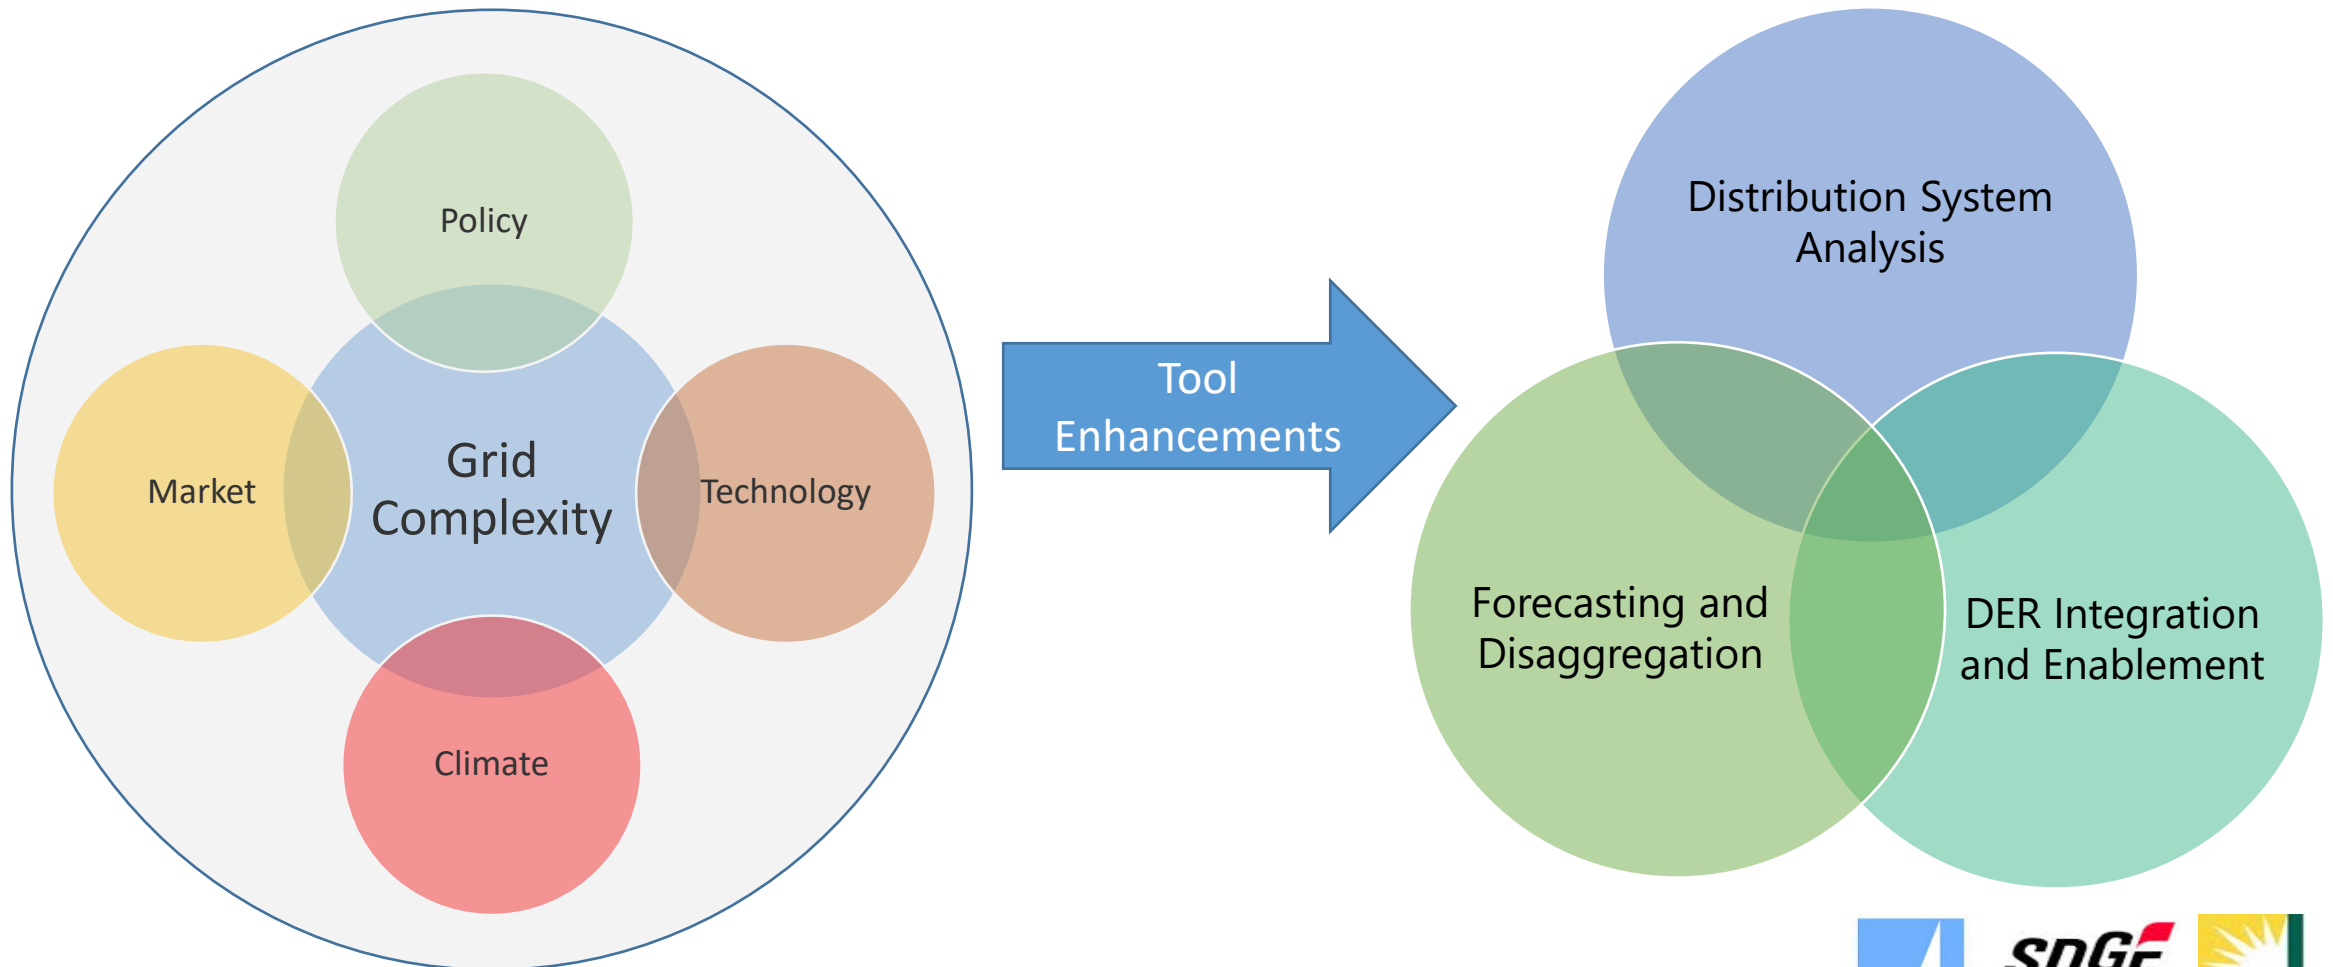 Policy
Market
Grid
Complexity
Technology
Climate
Tool
Enhancements
Distribution System
Analysis
Forecasting and
Disaggregation
DER Integration
and Enablement
SDGE